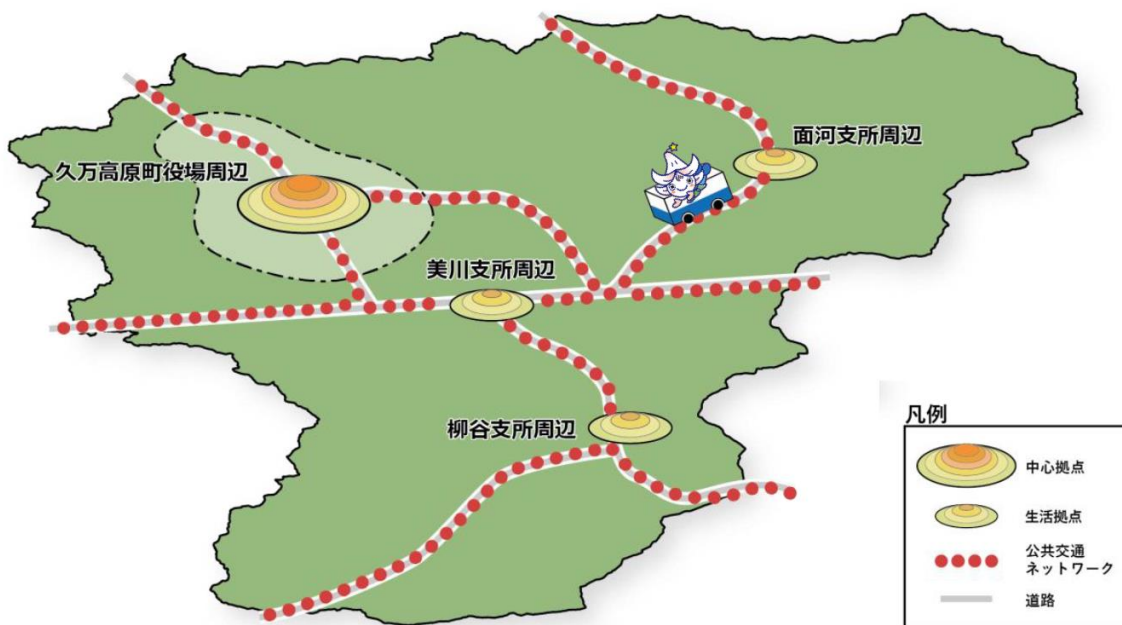 面河支所周辺
久万高原町役場周辺
美川支所周辺
柳谷支所周辺
凡例
中心拠点
生活拠点
公共交通
ネットワーク
道路